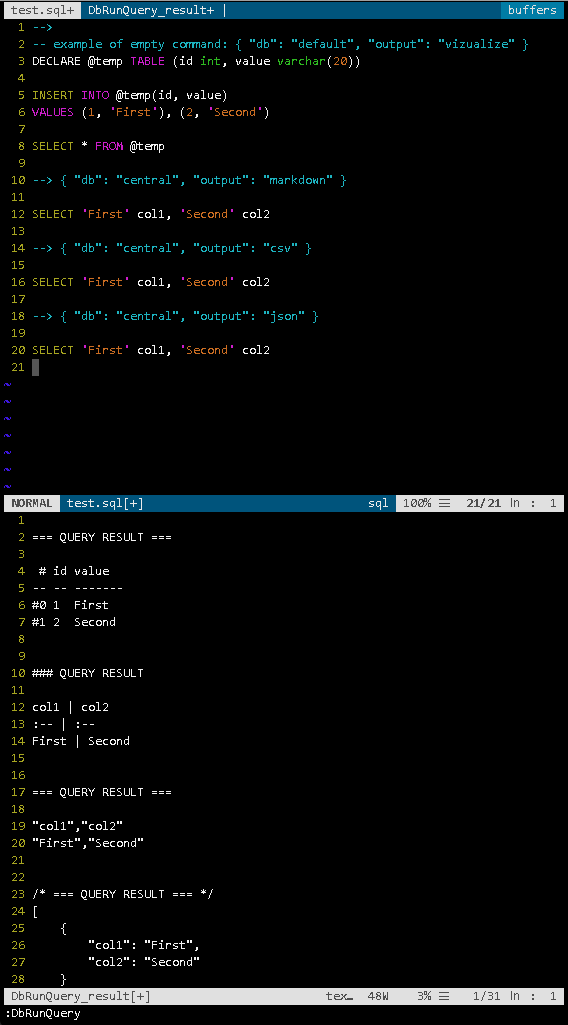 test.sql+ DbRunQuery_result+ | buffers
1 -->
2 -- example of empty command: { "db": "default", "output": "vizualize" }
3 DECLARE @temp TABLE (id int, value varchar(20))
4
5 INSERT INTO @temp(id, value)
6 VALUES (1, 'First'), (2, 'Second')
7
8 SELECT * FROM @temp
9
10 --> { "db": "central", "output": "markdown" }
11
12 SELECT 'First' col1, 'Second' col2
13
14 --> { "db": "central", "output": "csv" }
15
16 SELECT 'First' col1, 'Second' col2
17
18 --> { "db": "central", "output": "json" }
19
20 SELECT 'First' col1, 'Second' col2
21
~
~
~
~
~
~
~
NORMAL test.sql[+] sql 100% ☰ 21/21 ln : 1
1
2 === QUERY RESULT ===
3
4 # id value
5 -- -- -------
6 #0 1 First
7 #1 2 Second
8
9
10 ### QUERY RESULT
11
12 col1 | col2
13 :-- | :--
14 First | Second
15
16
17 === QUERY RESULT ===
18
19 "col1","col2"
20 "First","Second"
21
22
23 /* === QUERY RESULT === */
24 [
25 {
26 "col1": "First",
27 "col2": "Second"
28 }
DbRunQuery_result[+] tex… 48W 3% ☰ 1/31 ln : 1
:DbRunQuery